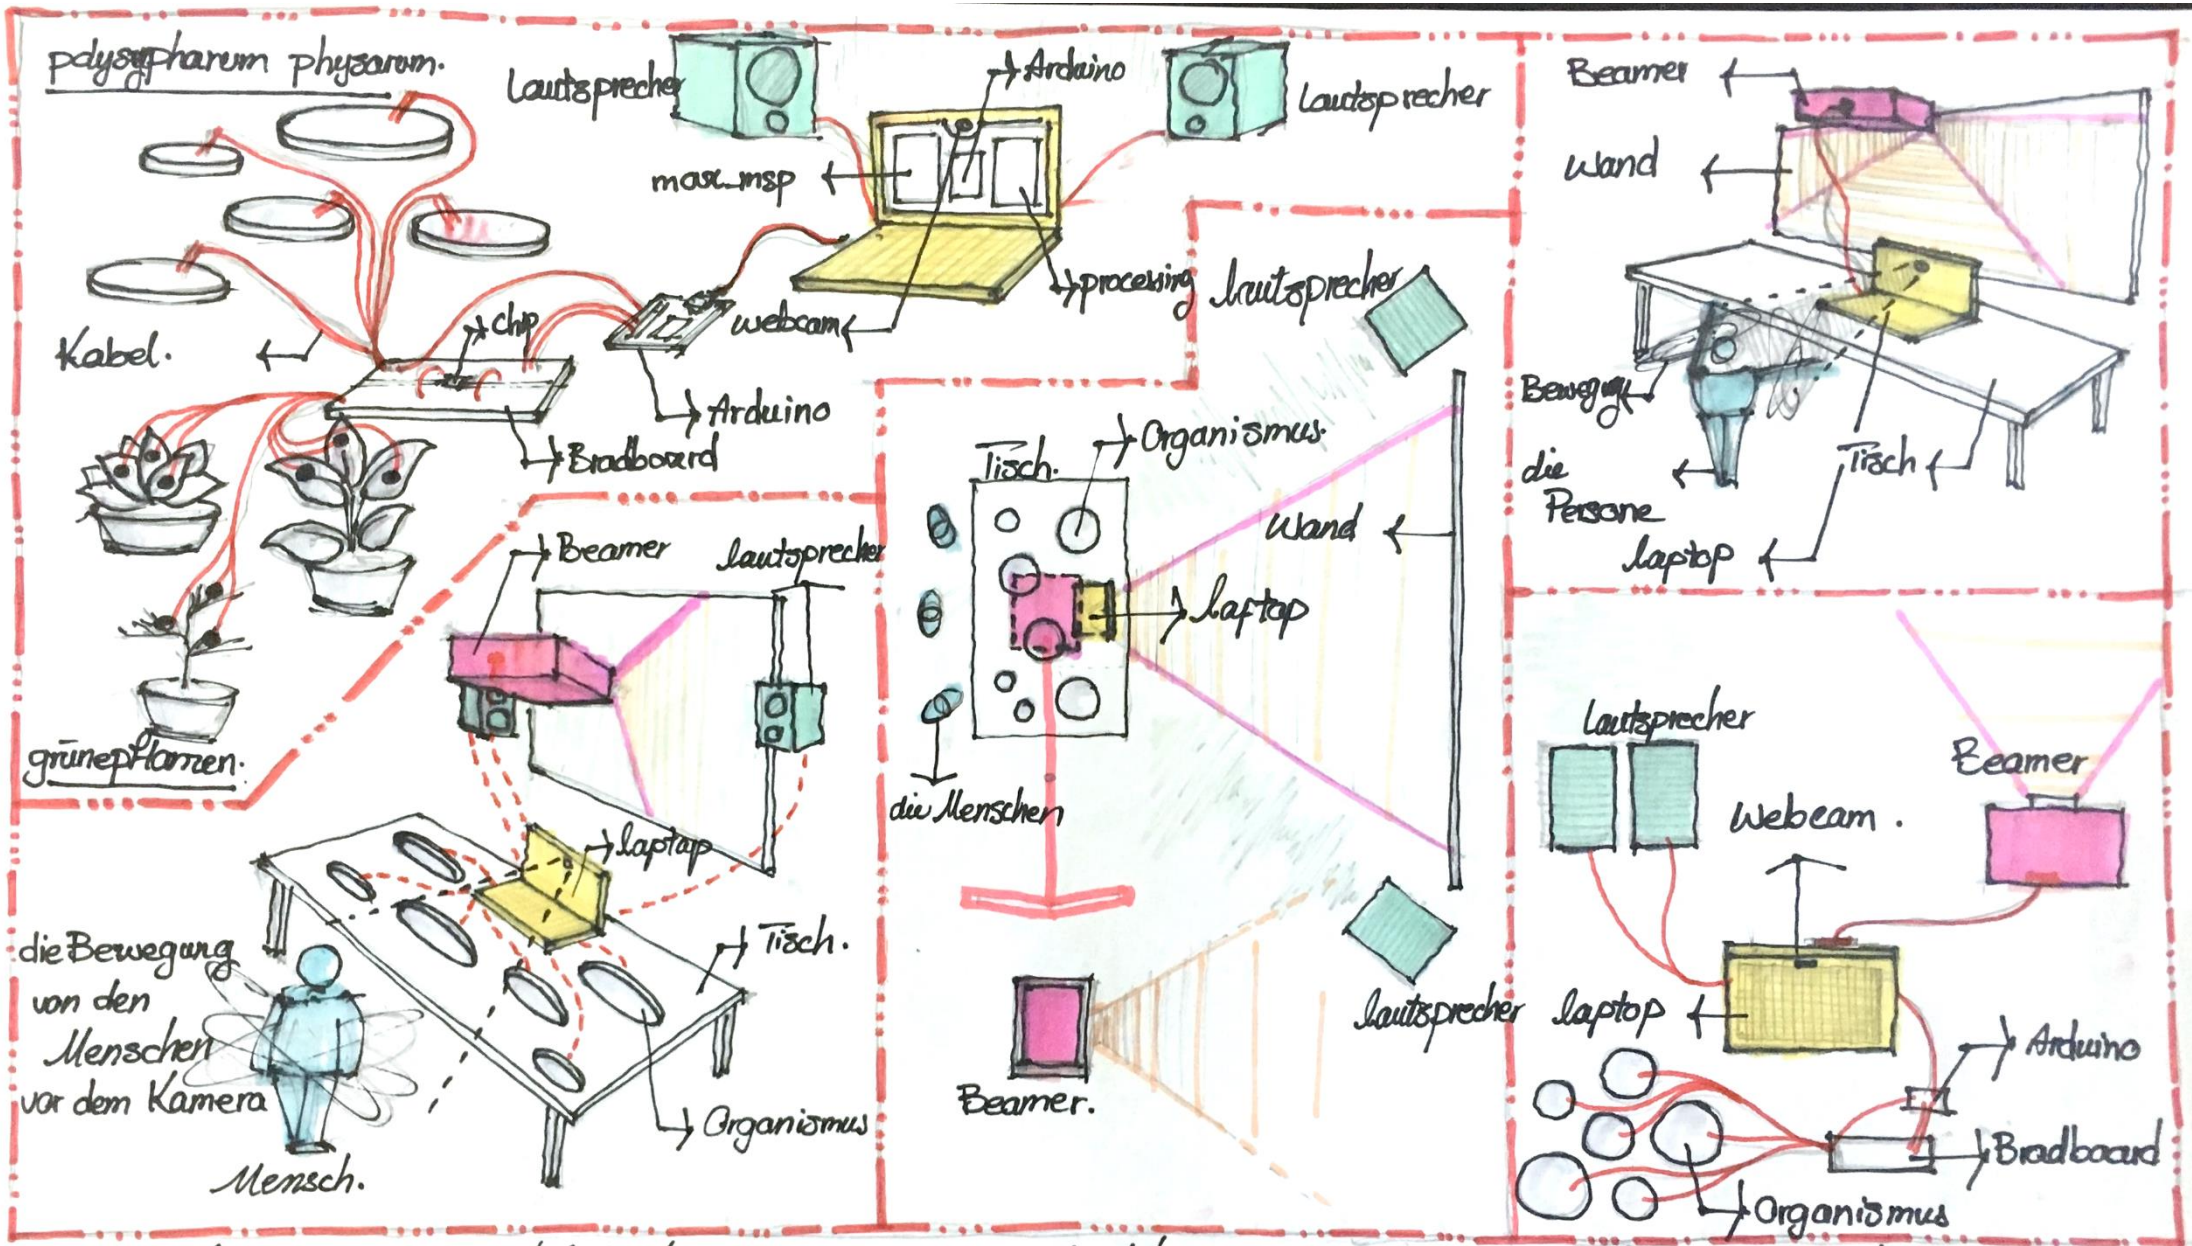 polysypharum physarum.
Lautsprecher
Arduino
Lautsprecher
max_msp
processing
webcam
Kabel.
chip
Arduino
Bradboard
grünepflanzen.
Beamer
lautsprecher
laptop
die Bewegung
von den
Menschen
vor dem Kamera
Mensch.
Tisch.
Organismus
lautsprecher
Tisch.
Organismus.
Wand
laptop
die Menschen
lautsprecher
Beamer.
Beamer
Wand
Bewegung
die
Persone
Tisch
laptop
Lautsprecher
Beamer
Webcam.
laptop
Arduino
Bradboard
Organismus